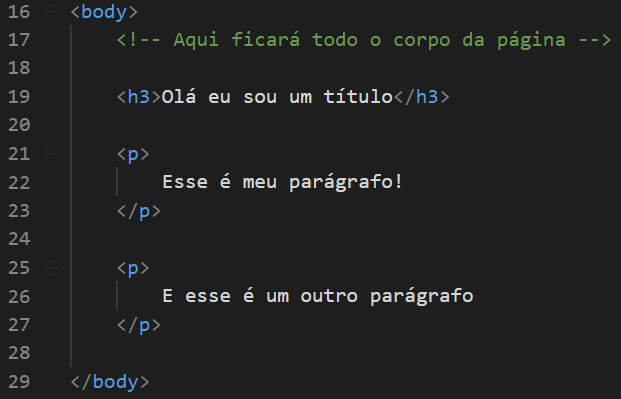 16 <body>
17 <!-- Aqui ficará todo o corpo da página -->
18
19 <h3>Olá eu sou um título</h3>
20
21 <p>
22 Esse é meu parágrafo!
23 </p>
24
25 <p>
26 E esse é um outro parágrafo
27 </p>
28
29 </body>